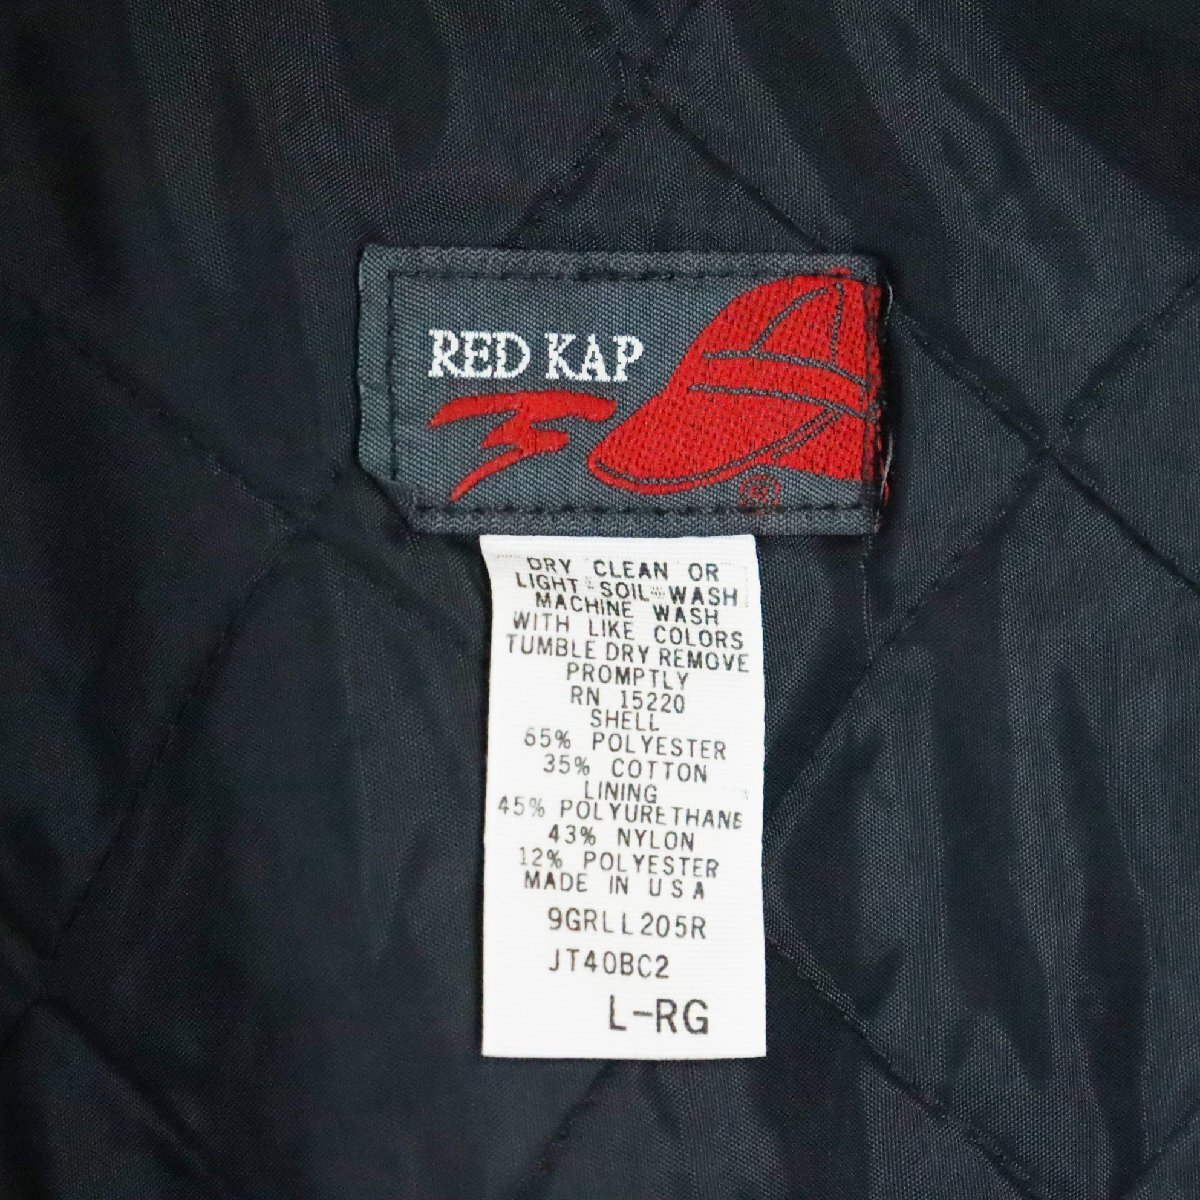 RED KAP
®
DRY CLEAN OR
LIGHT SOIL WASH
MACHINE WASH
WITH LIKE COLORS
TUMBLE DRY REMOVE
PROMPTLY
RN 15220
SHELL
65% POLYESTER
35% COTTON
LINING
45% POLYURETHANE
43% NYLON
12% POLYESTER
MADE IN U S A
9GRLL205R
JT40BC2
L-RG